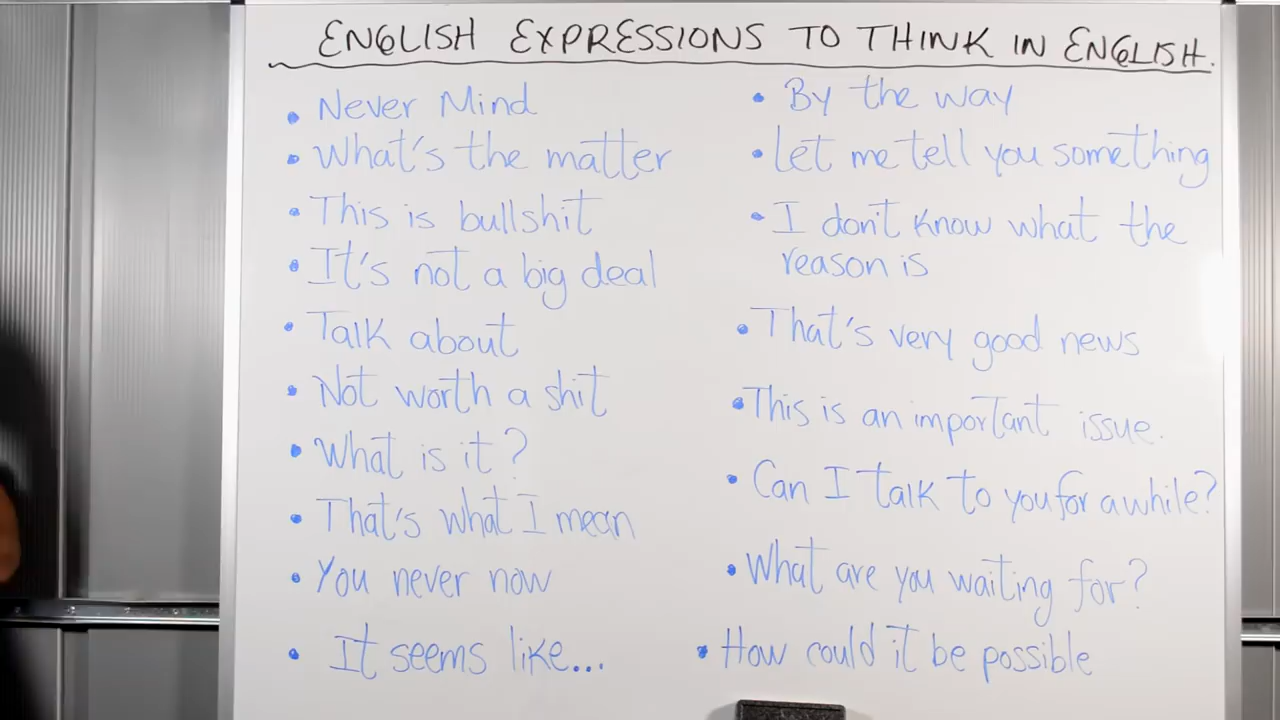 ENGLISH EXPRESSIONS TO THINK IN ENGLISH.
• Never Mind
• What's the matter
• This is bullshit
• It's not a big deal
• Talk about
• Not worth a shit
• What is it?
• That's what I mean
• You never now
• It seems like...
• By the way
• let me tell you something
• I don't know what the
reason is
• That's very good news
• This is an important issue.
• Can I talk to you for a while?
• What are you waiting for?
• How could it be possible